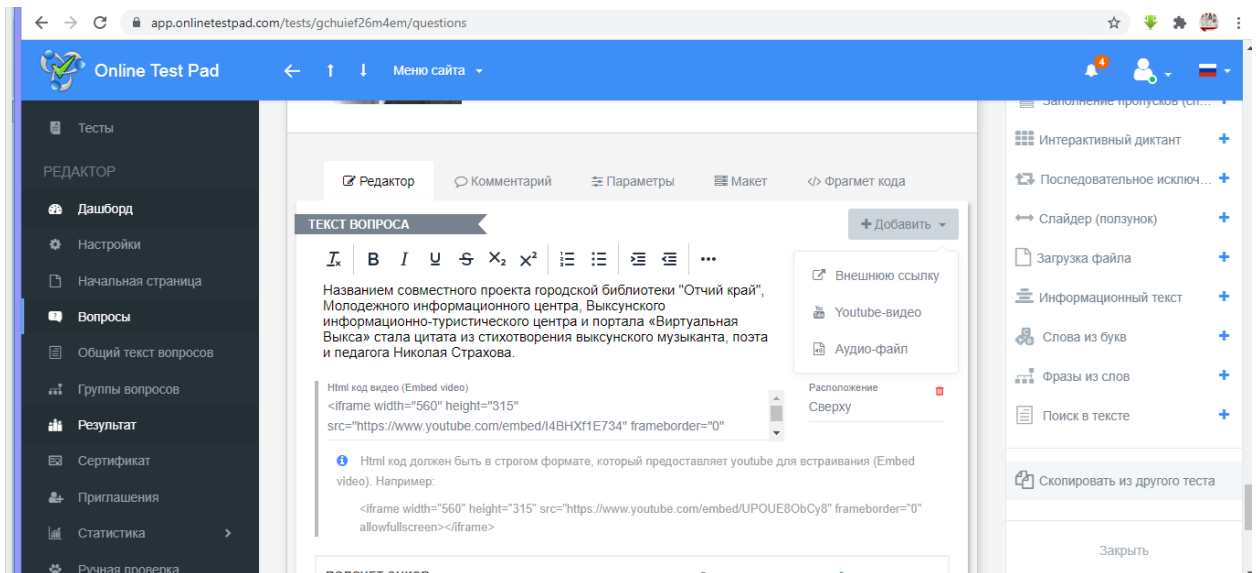 app.onlinetestpad.com/tests/gchuief26m4em/questions
Online Test Pad
Меню сайта
4
Тесты
РЕДАКТОР
Дашборд
Настройки
Начальная страница
Вопросы
Общий текст вопросов
Группы вопросов
Результат
Сертификат
Приглашения
Статистика
Ручная проверка
Редактор
Комментарий
Параметры
Макет
</> Фрагмет кода
ТЕКСТ ВОПРОСА
+ Добавить
Внешнюю ссылку
Youtube-видео
Аудио-файл
Названием совместного проекта городской библиотеки "Отчий край",
Молодежного информационного центра, Выксунского
информационно-туристического центра и портала «Виртуальная
Выкса» стала цитата из стихотворения выксунского музыканта, поэта
и педагога Николая Страхова.
Html код видео (Embed video)
<iframe width="560" height="315"
src="https://www.youtube.com/embed/I4BHXf1E734" frameborder="0"
Расположение
Сверху
Html код должен быть в строгом формате, который предоставляет youtube для встраивания (Embed
video). Например:
<iframe width="560" height="315" src="https://www.youtube.com/embed/UPOUE8ObCy8" frameborder="0"
allowfullscreen></iframe>
Заполнение пропусков (сп...
Интерактивный диктант
Последовательное исключ...
Слайдер (ползунок)
Загрузка файла
Информационный текст
Слова из букв
Фразы из слов
Поиск в тексте
Скопировать из другого теста
Закрыть